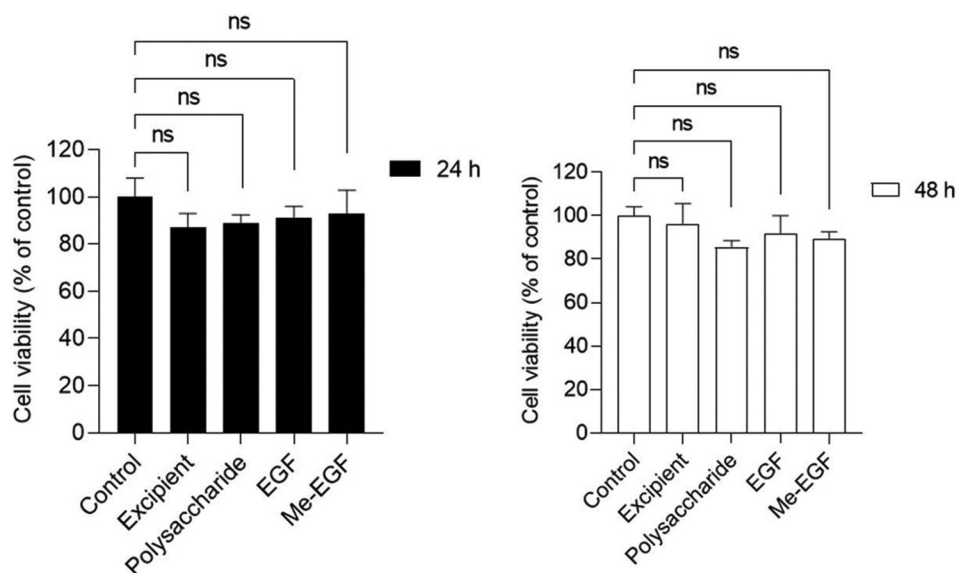 ns
ns
ns
ns
Cell viability (% of control)
120
100
80
60
40
20
0
24 h
Control
Excipient
Polysaccharide
EGF
Me-EGF
ns
ns
ns
ns
Cell viability (% of control)
120
100
80
60
40
20
0
48 h
Control
Excipient
Polysaccharide
EGF
Me-EGF